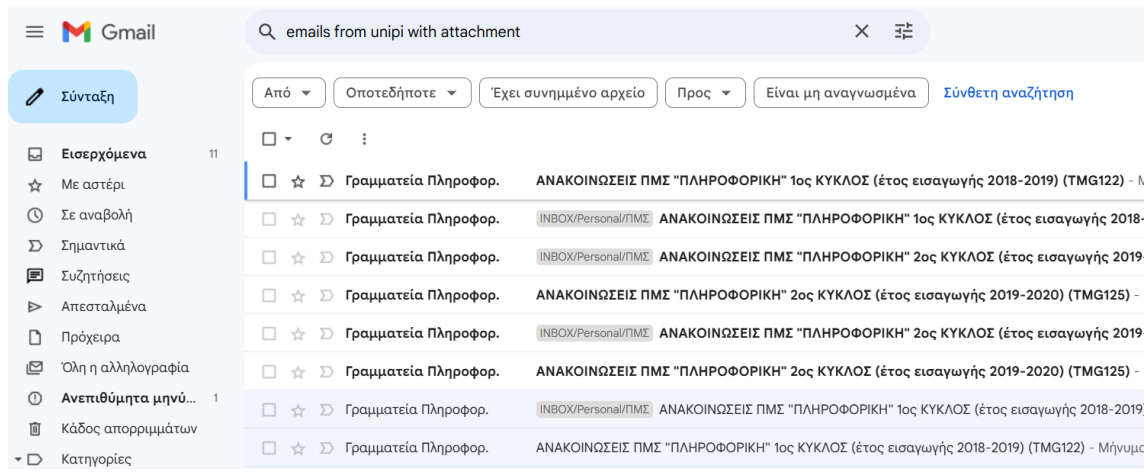 Gmail
emails from unipi with attachment
Σύνταξη
Από
Οποτεδήποτε
Έχει συνημμένο αρχείο
Προς
Είναι μη αναγνωσμένα
Σύνθετη αναζήτηση
Εισερχόμενα 11
Με αστέρι
Σε αναβολή
Σημαντικά
Συζητήσεις
Απεσταλμένα
Πρόχειρα
Όλη η αλληλογραφία
Ανεπιθύμητα μηνύ... 1
Κάδος απορριμμάτων
Κατηγορίες
Γραμματεία Πληροφορ. ΑΝΑΚΟΙΝΩΣΕΙΣ ΠΜΣ "ΠΛΗΡΟΦΟΡΙΚΗ" 1ος ΚΥΚΛΟΣ (έτος εισαγωγής 2018-2019) (TMG122) -
Γραμματεία Πληροφορ. INBOX/Personal/ΠΜΣ ΑΝΑΚΟΙΝΩΣΕΙΣ ΠΜΣ "ΠΛΗΡΟΦΟΡΙΚΗ" 1ος ΚΥΚΛΟΣ (έτος εισαγωγής 2018-
Γραμματεία Πληροφορ. INBOX/Personal/ΠΜΣ ΑΝΑΚΟΙΝΩΣΕΙΣ ΠΜΣ "ΠΛΗΡΟΦΟΡΙΚΗ" 2ος ΚΥΚΛΟΣ (έτος εισαγωγής 2019-
Γραμματεία Πληροφορ. ΑΝΑΚΟΙΝΩΣΕΙΣ ΠΜΣ "ΠΛΗΡΟΦΟΡΙΚΗ" 2ος ΚΥΚΛΟΣ (έτος εισαγωγής 2019-2020) (TMG125) -
Γραμματεία Πληροφορ. INBOX/Personal/ΠΜΣ ΑΝΑΚΟΙΝΩΣΕΙΣ ΠΜΣ "ΠΛΗΡΟΦΟΡΙΚΗ" 2ος ΚΥΚΛΟΣ (έτος εισαγωγής 2019-
Γραμματεία Πληροφορ. ΑΝΑΚΟΙΝΩΣΕΙΣ ΠΜΣ "ΠΛΗΡΟΦΟΡΙΚΗ" 2ος ΚΥΚΛΟΣ (έτος εισαγωγής 2019-2020) (TMG125) -
Γραμματεία Πληροφορ. INBOX/Personal/ΠΜΣ ΑΝΑΚΟΙΝΩΣΕΙΣ ΠΜΣ "ΠΛΗΡΟΦΟΡΙΚΗ" 1ος ΚΥΚΛΟΣ (έτος εισαγωγής 2018-2019)
Γραμματεία Πληροφορ. ΑΝΑΚΟΙΝΩΣΕΙΣ ΠΜΣ "ΠΛΗΡΟΦΟΡΙΚΗ" 1ος ΚΥΚΛΟΣ (έτος εισαγωγής 2018-2019) (TMG122) - Μήνυμα